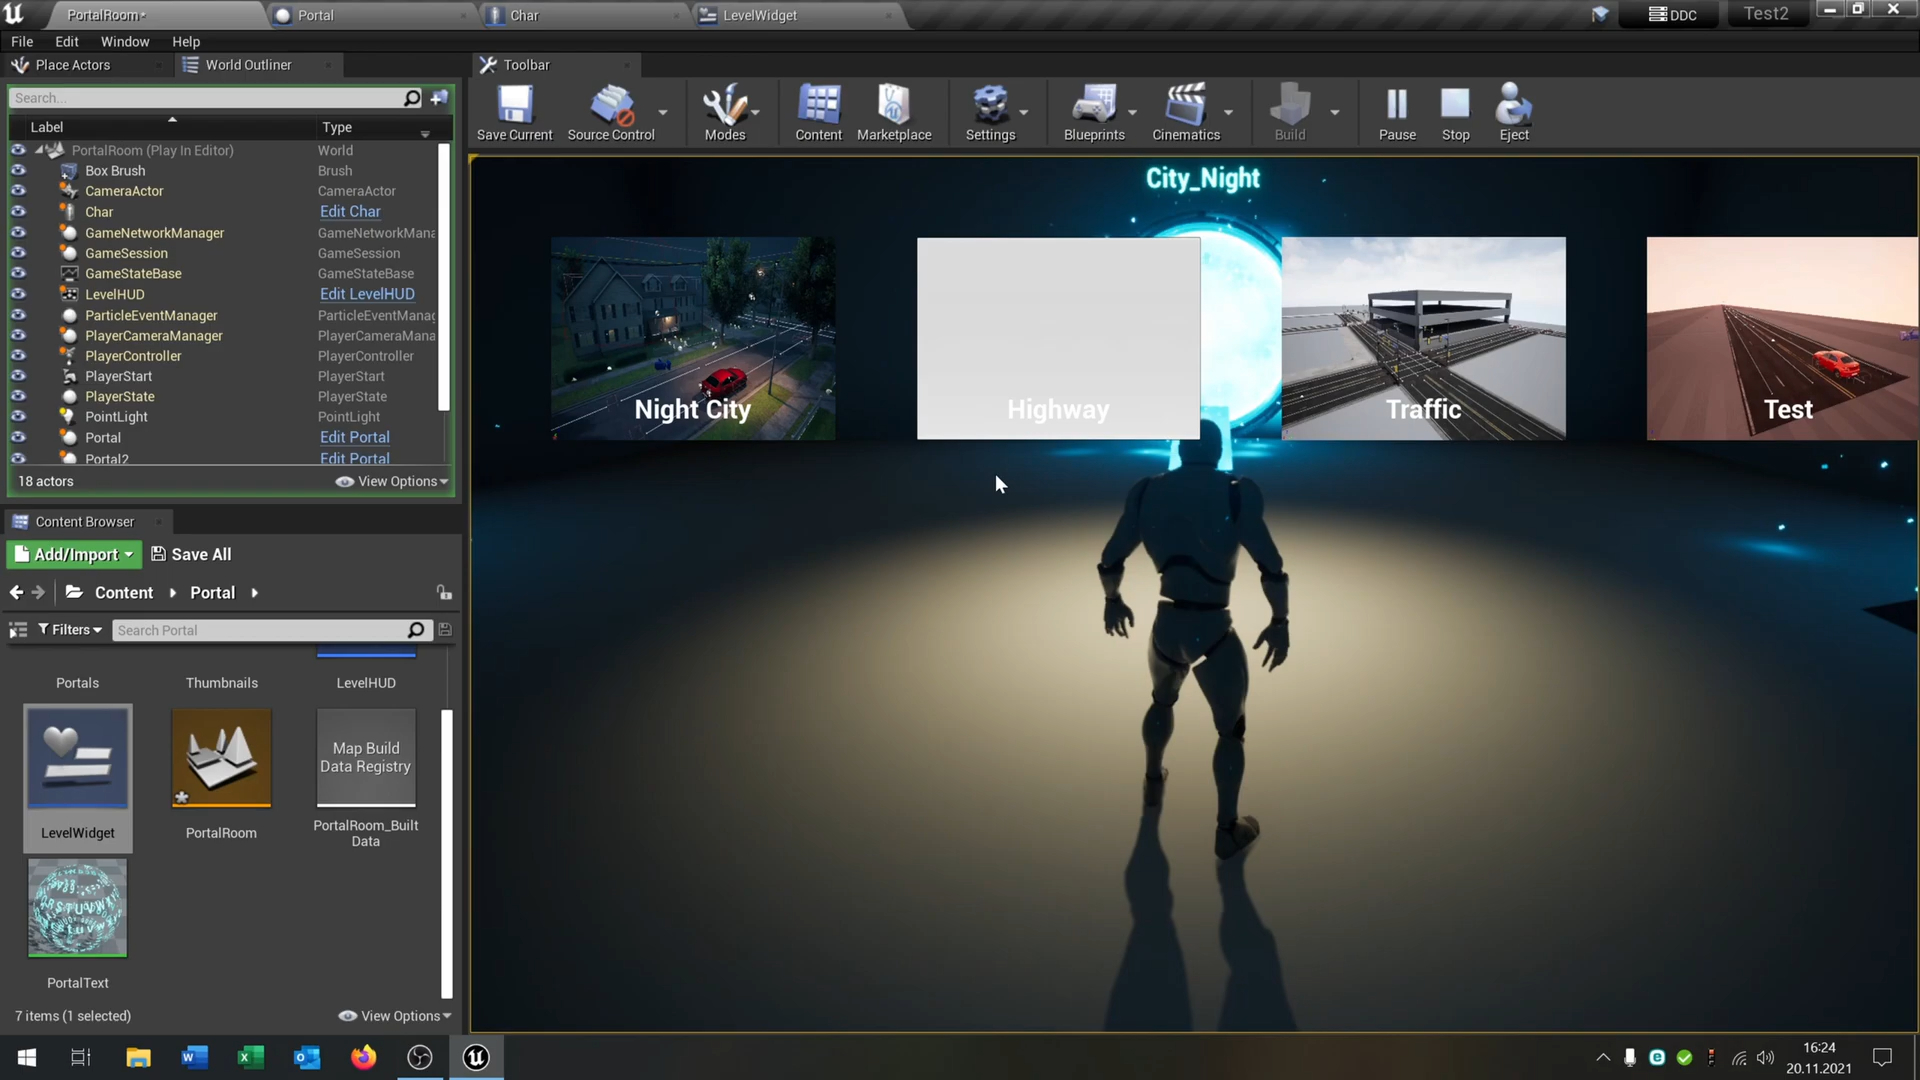 PortalRoom*
Portal
Char
LevelWidget
DDC
Test2
File
Edit
Window
Help
Place Actors
World Outliner
Toolbar
Search...
Save Current
Source Control
Modes
Content
Marketplace
Settings
Blueprints
Cinematics
Build
Pause
Stop
Eject
Label
Type
PortalRoom (Play In Editor)
World
Box Brush
Brush
CameraActor
CameraActor
Char
Edit Char
GameNetworkManager
GameNetworkMana
GameSession
GameSession
GameStateBase
GameStateBase
LevelHUD
Edit LevelHUD
ParticleEventManager
ParticleEventManag
PlayerCameraManager
PlayerCameraMana
PlayerController
PlayerController
PlayerStart
PlayerStart
PlayerState
PlayerState
PointLight
PointLight
Portal
Edit Portal
Portal2
Edit Portal
18 actors
View Options
City_Night
Night City
Highway
Traffic
Test
Content Browser
Add/Import
Save All
Content
Portal
Filters
Search Portal
Portals
Thumbnails
LevelHUD
Map Build
Data Registry
LevelWidget
PortalRoom
PortalRoom_Built
Data
PortalText
7 items (1 selected)
View Options
16:24
20.11.2021